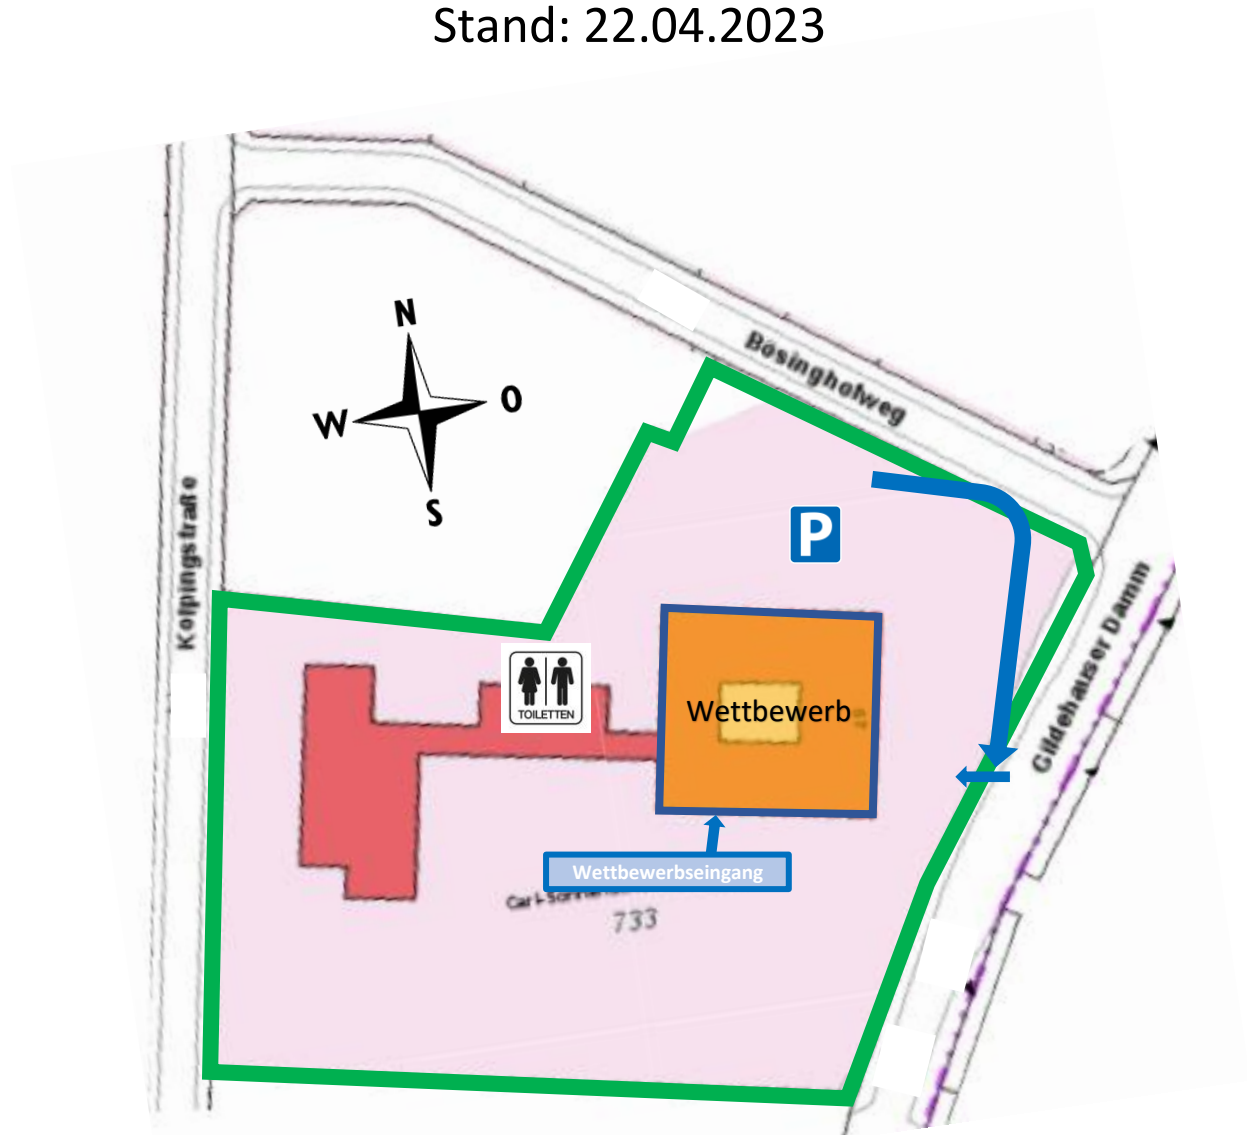 Stand: 22.04.2023
N
Bösinghofweg
O
W
S
Kolpingstraße
P
Gildehauser Damm
TOILETTEN
Wettbewerb
Wettbewerbseingang
733